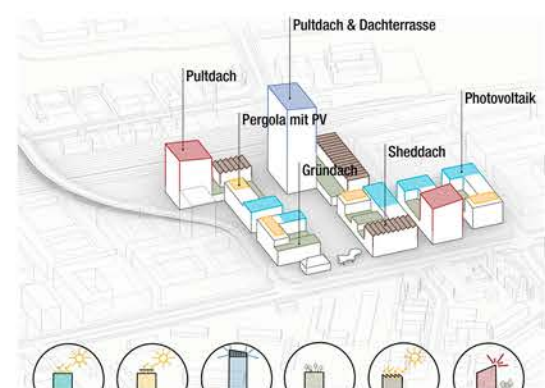 Pultdach & Dachterrasse
Pultdach
Photovoltaik
Pergola mit PV
Sheddach
Gründach